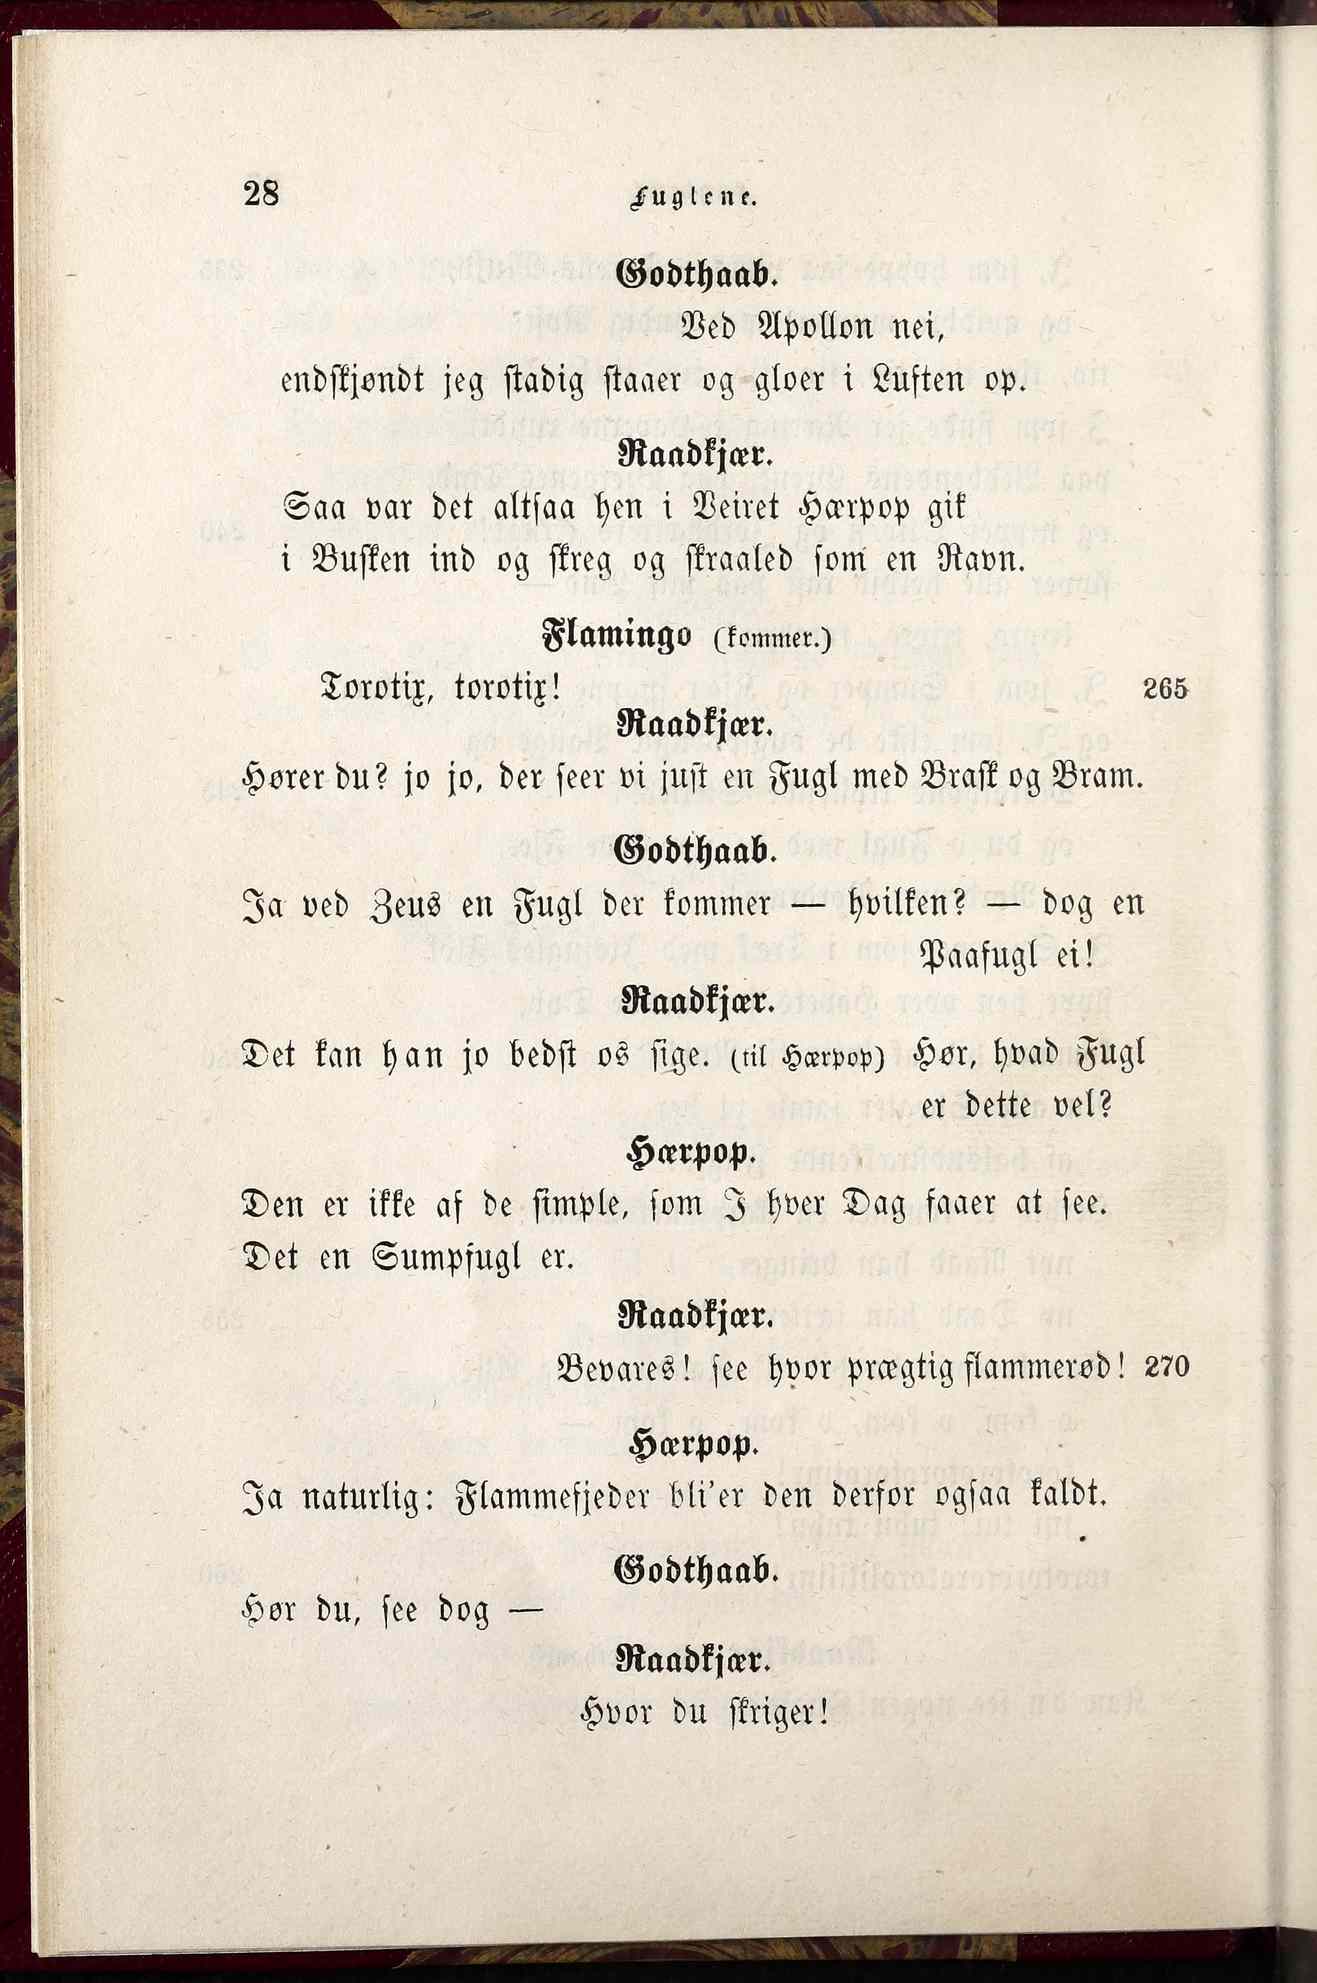 28
Fuglene.
Godthaab.
Ved Apollon nei,
endskjøndt jeg stadig staaer og gloer i Luften op.
Raadkjær.
Saa var det altsaa hen i Veiret Hærpop gik
i Busken ind og skreg og skraaled som en Ravn.
Flamingo (kommer.)
Torotix, torotix! 265
Raadkjær.
Hører du? jo jo, der seer vi just en Fugl med Brask og Bram.
Godthaab.
Ja ved Zeus en Fugl der kommer — hvilken? — dog en
Paafugl ei!
Raadkjær.
Det kan han jo bedst os sige. (til Hærpop) Hør, hvad Fugl
er dette vel?
Hærpop.
Den er ikke af de simple, som I hver Dag faaer at see.
Det en Sumpfugl er.
Raadkjær.
Bevares! see hvor prægtig flammerød! 270
Hærpop.
Ja naturlig: Flammefjeder bli'er den derfor ogsaa kaldt.
Godthaab.
Hør du, see dog —
Raadkjær.
Hvor du skriger!